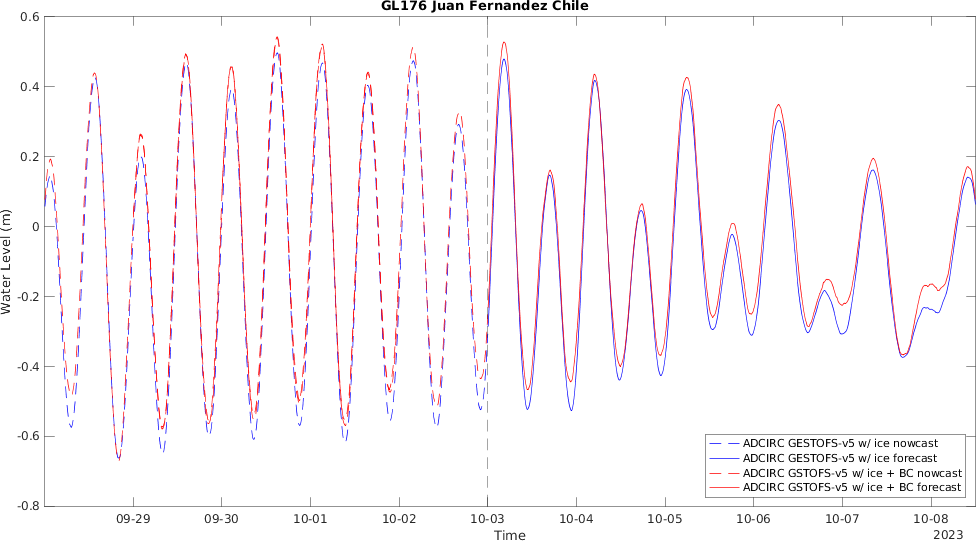 GL176 Juan Fernandez Chile
0.6
0.4
0.2
0
-0.2
-0.4
-0.6
-0.8
Water Level (m)
09-29
09-30
10-01
10-02
10-03
10-04
10-05
10-06
10-07
10-08
Time
2023
ADCIRC GESTOFS-v5 w/ ice nowcast
ADCIRC GESTOFS-v5 w/ ice forecast
ADCIRC GSTOFS-v5 w/ ice + BC nowcast
ADCIRC GSTOFS-v5 w/ ice + BC forecast